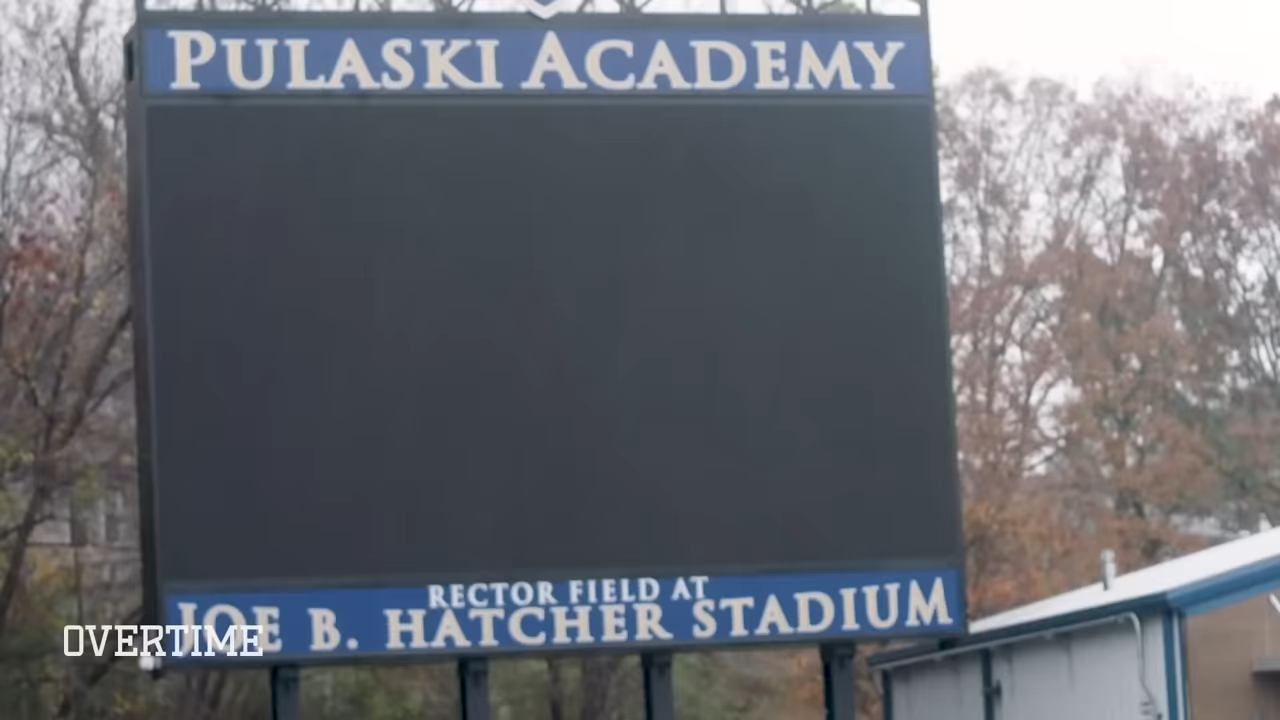 PULASKI ACADEMY
RECTOR FIELD AT
JOE B. HATCHER STADIUM
OVERTIME